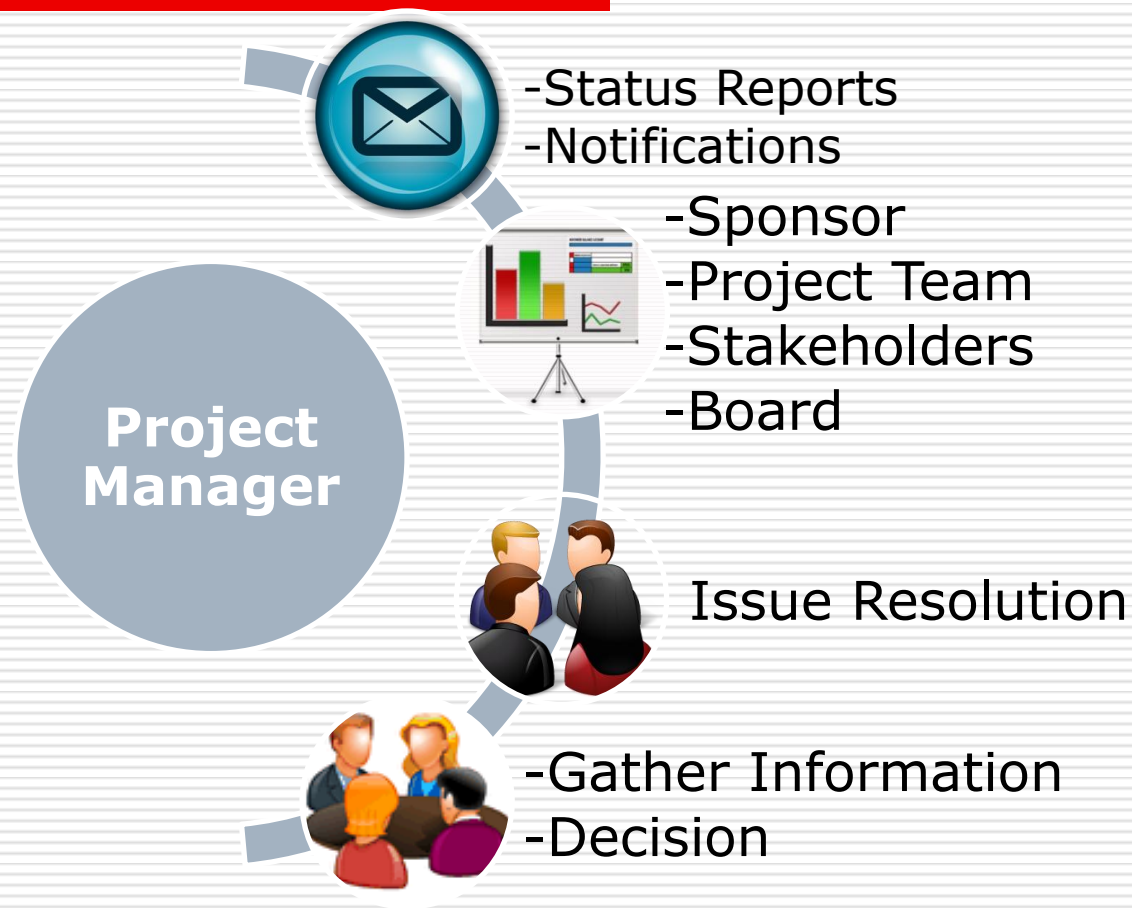 -Status Reports
-Notifications
-Sponsor
-Project Team
-Stakeholders
-Board
Project
Manager
Issue Resolution
-Gather Information
-Decision